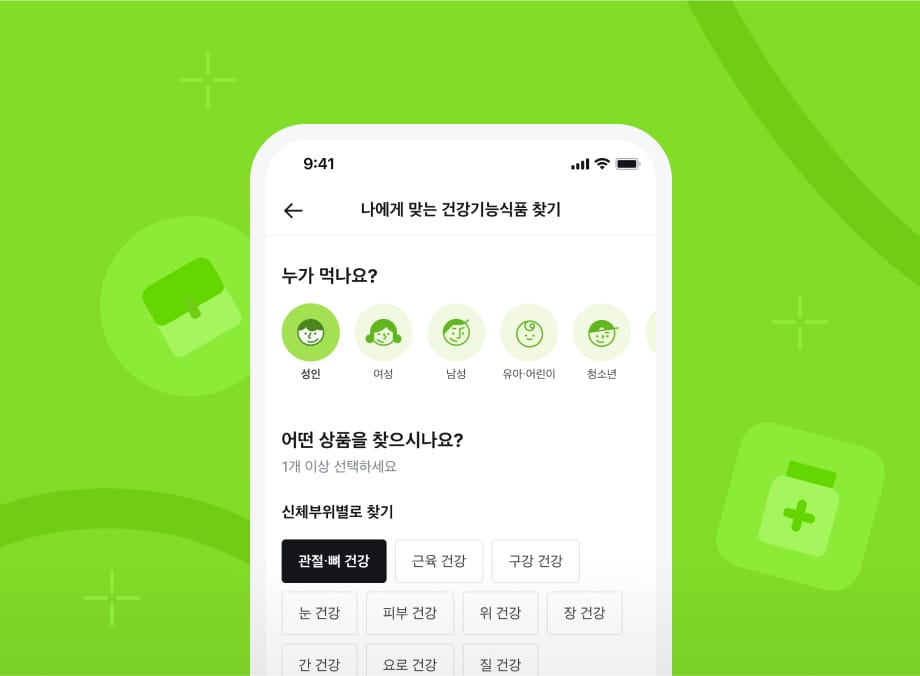 9:41
나에게 맞는 건강기능식품 찾기
누가 먹나요?
성인 여성 남성 유아·어린이 청소년
어떤 상품을 찾으시나요?
1개 이상 선택하세요
신체부위별로 찾기
관절·뼈 건강 근육 건강 구강 건강
눈 건강 피부 건강 위 건강 장 건강
간 건강 요로 건강 질 건강